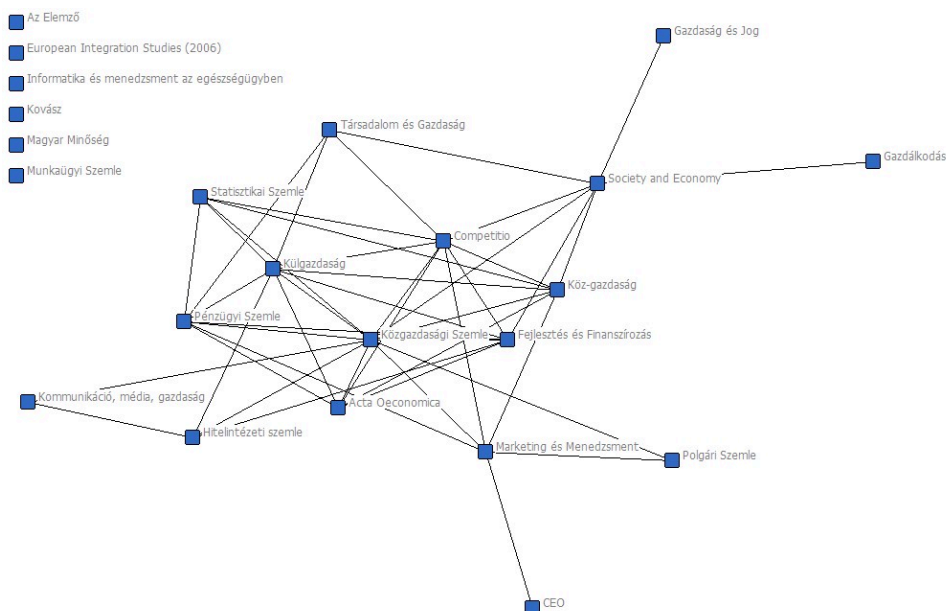 Az Elemző
European Integration Studies (2006)
Informatika és menedzsment az egészségügyben
Kovász
Magyar Minőség
Munkaügyi Szemle
Gazdaság és Jog
Társadalom és Gazdaság
Gazdálkodás
Society and Economy
Statisztikai Szemle
Competitio
Külgazdaság
Köz-gazdaság
Pénzügyi Szemle
Közgazdasági Szemle
Fejlesztés és Finanszírozás
Kommunikáció, média, gazdaság
Acta Oeconomica
Hitelintézeti szemle
Marketing és Menedzsment
Polgári Szemle
CEO